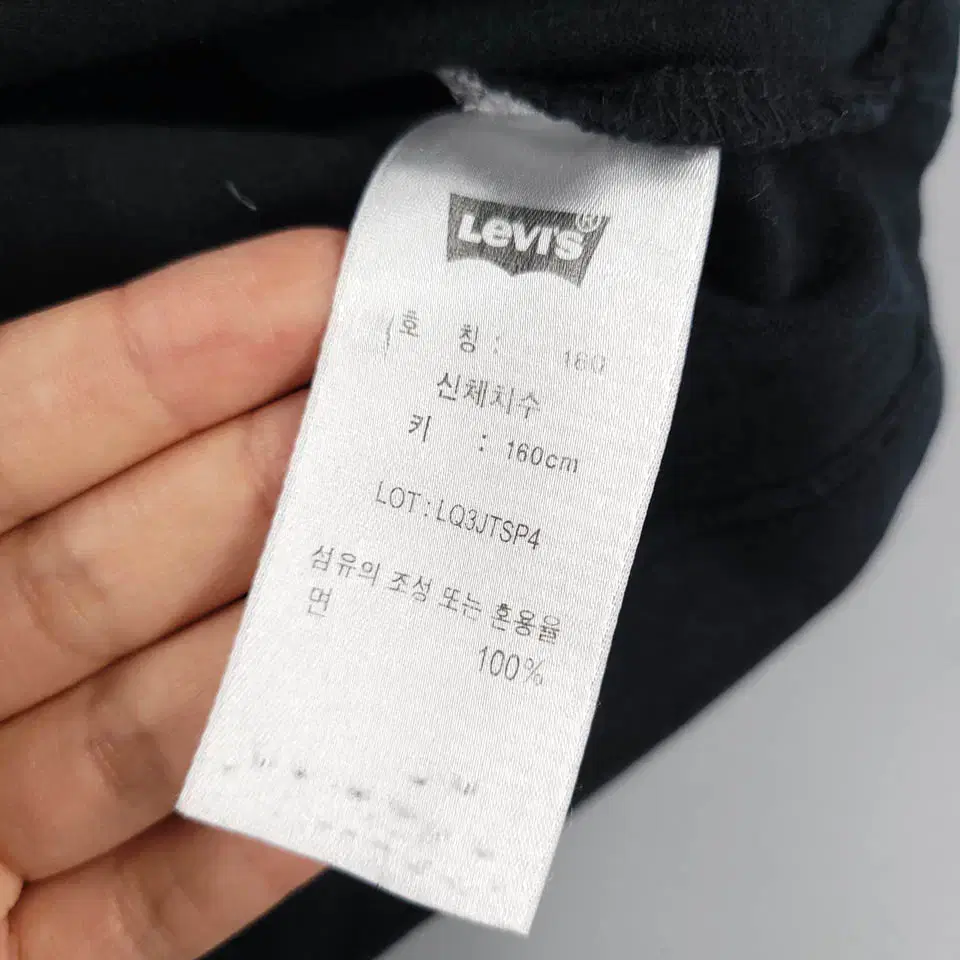 LEVI'S®
호 칭 : 160
신체치수
키 : 160cm
LOT:LQ3JTSP4
섬유의 조성 또는 혼용율
면
100%